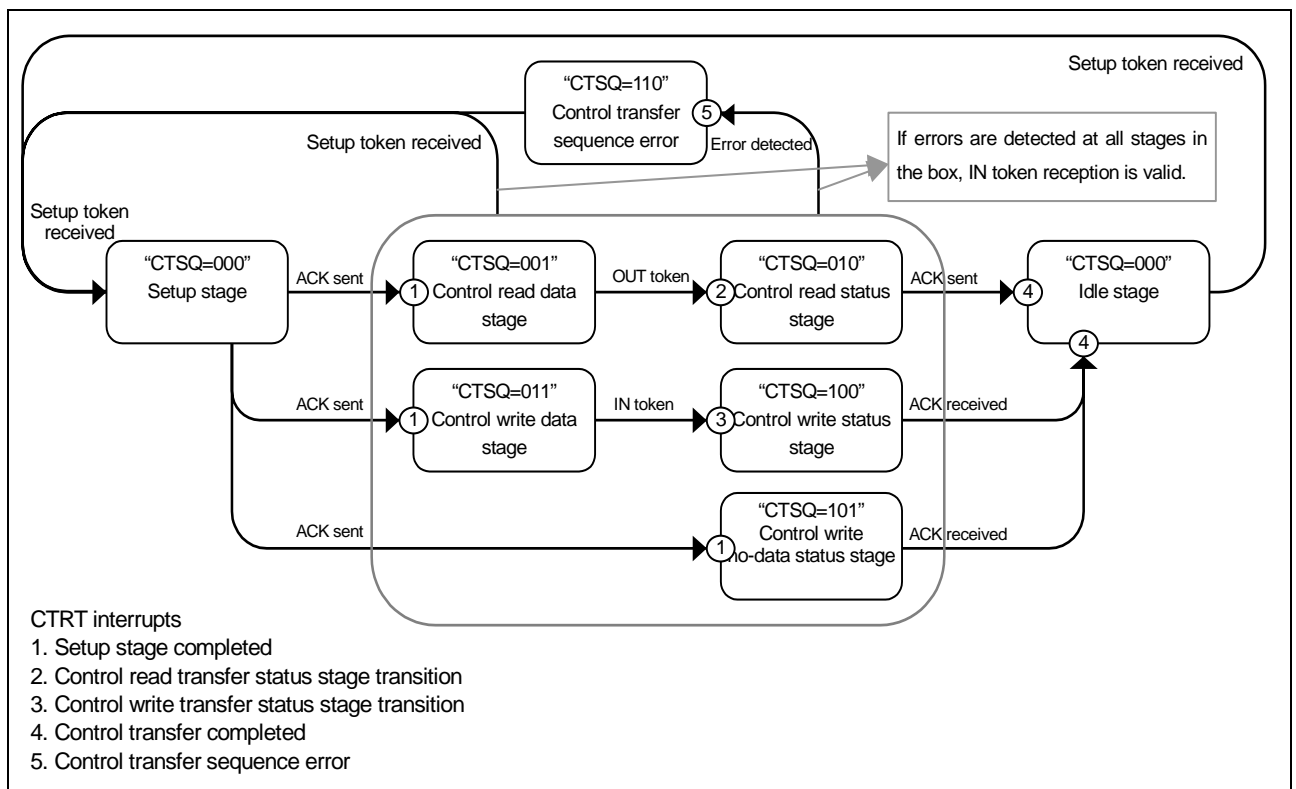 Setup token received
“CTSQ=110”
Control transfer
sequence error
5
Setup token received
Error detected
If errors are detected at all stages in
the box, IN token reception is valid.
Setup token
received
“CTSQ=000”
Setup stage
ACK sent
1
“CTSQ=001”
Control read data
stage
OUT token
2
“CTSQ=010”
Control read status
stage
ACK sent
4
“CTSQ=000”
Idle stage
4
ACK sent
1
“CTSQ=011”
Control write data
stage
IN token
3
“CTSQ=100”
Control write status
stage
ACK received
ACK sent
1
“CTSQ=101”
Control write
no-data status stage
ACK received
CTRT interrupts
1. Setup stage completed
2. Control read transfer status stage transition
3. Control write transfer status stage transition
4. Control transfer completed
5. Control transfer sequence error